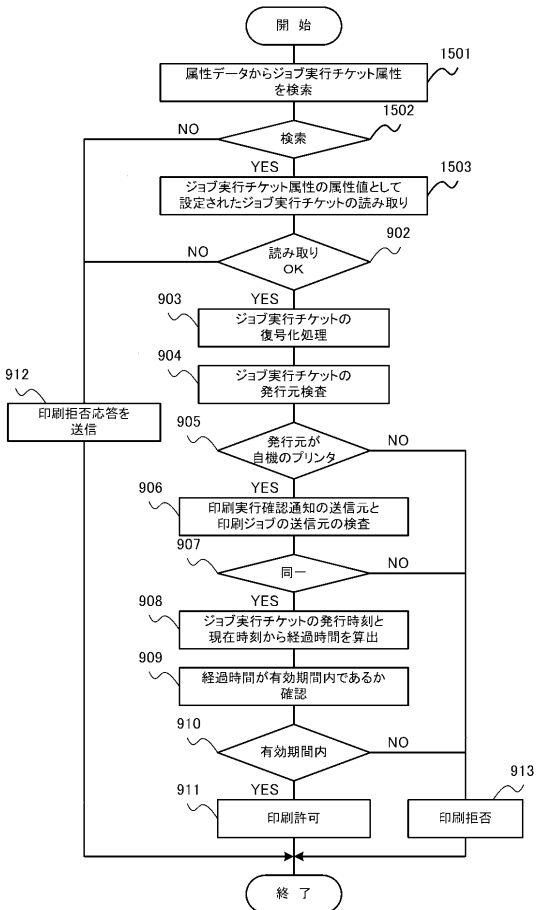 開 始
属性データからジョブ実行チケット属性
を検索
1501
1502
NO
検索
YES
ジョブ実行チケット属性の属性値として
設定されたジョブ実行チケットの読み取り
1503
NO
読み取り
OK
902
YES
903
ジョブ実行チケットの
復号化処理
904
ジョブ実行チケットの
発行元検査
912
印刷拒否応答を
送信
905
発行元が
自機のプリンタ
NO
YES
906
印刷実行確認通知の送信元と
印刷ジョブの送信元の検査
907
同一
NO
YES
908
ジョブ実行チケットの発行時刻と
現在時刻から経過時間を算出
909
経過時間が有効期間内であるか
確認
910
有効期間内
NO
YES
911
印刷許可
913
印刷拒否
終 了